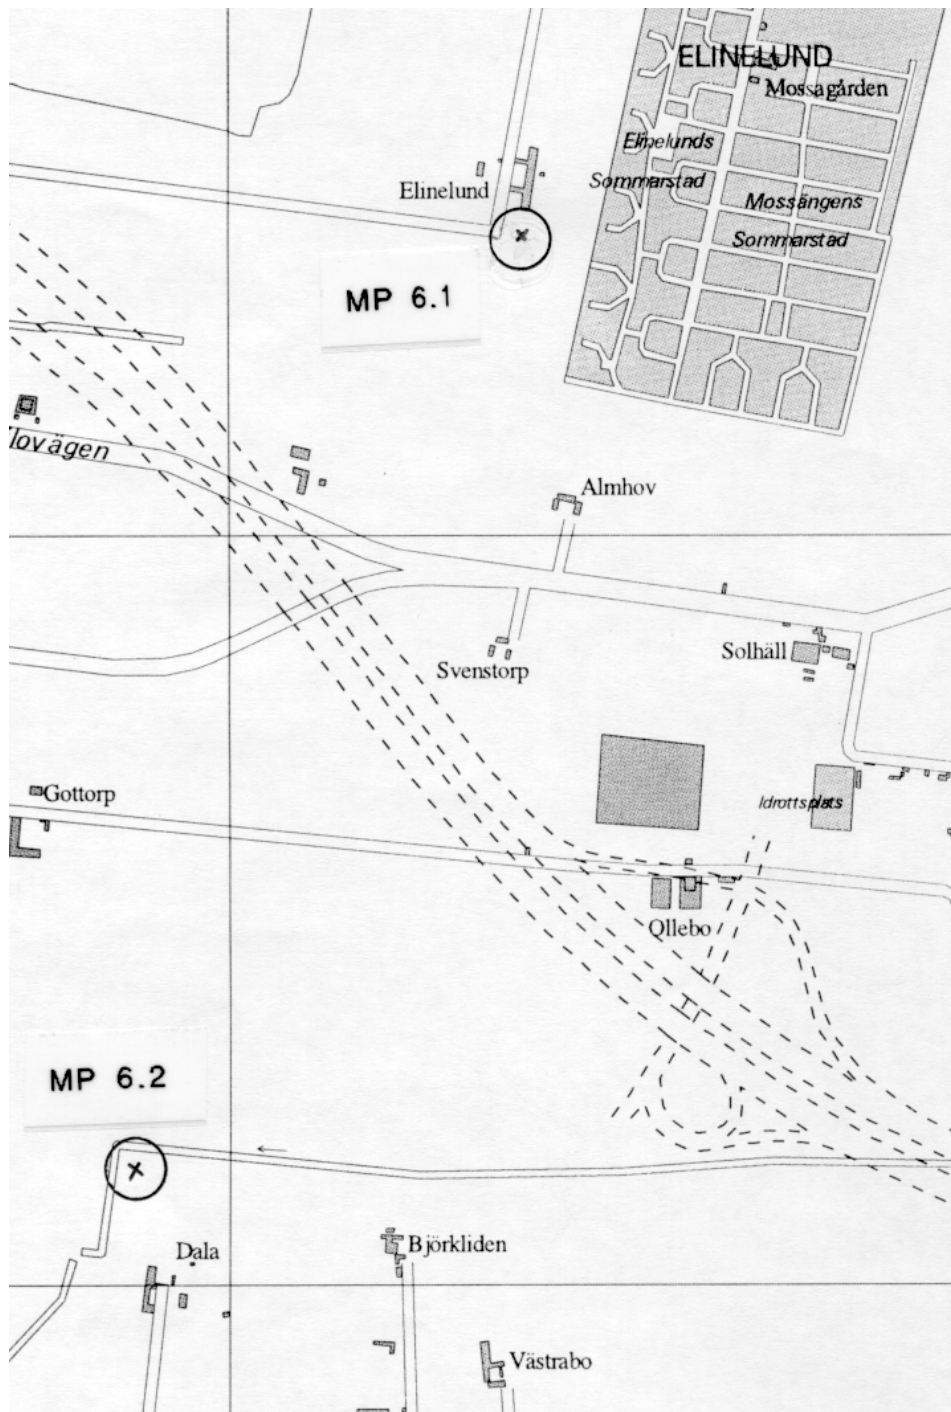 ELINELUND
Mossagården
Elinelunds
Sommarstad
Mossängens
Sommarstad
Elinelund
MP 6.1
lovägen
Almhov
Solhäll
Svenstorp
Gottorp
Idrottsplats
Ollebo
MP 6.2
Dala
Björkliden
Västrabo